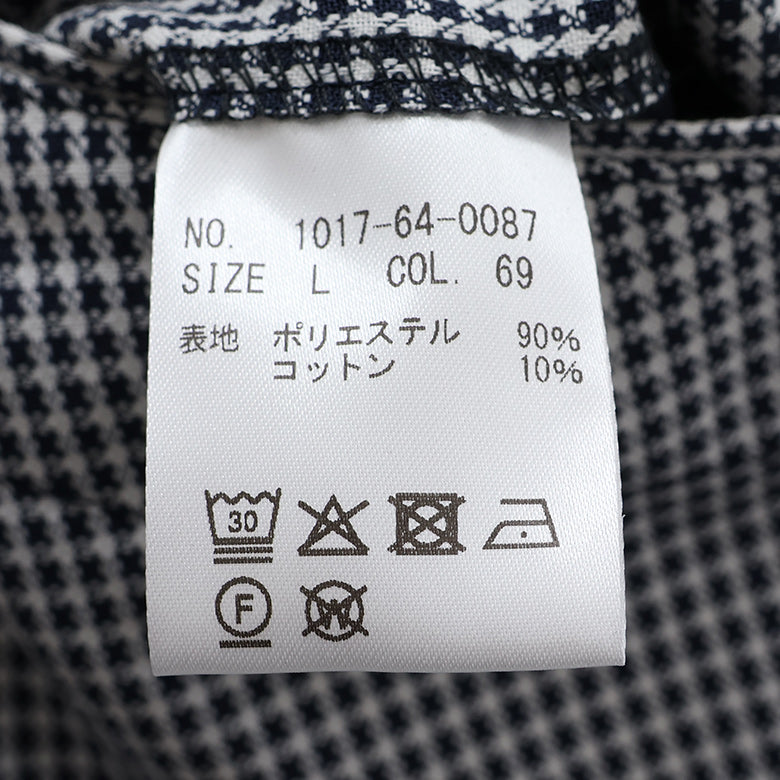 NO. 1017-64-0087
SIZE L COL. 69
表地 ポリエステル 90%
コットン 10%
30
F W